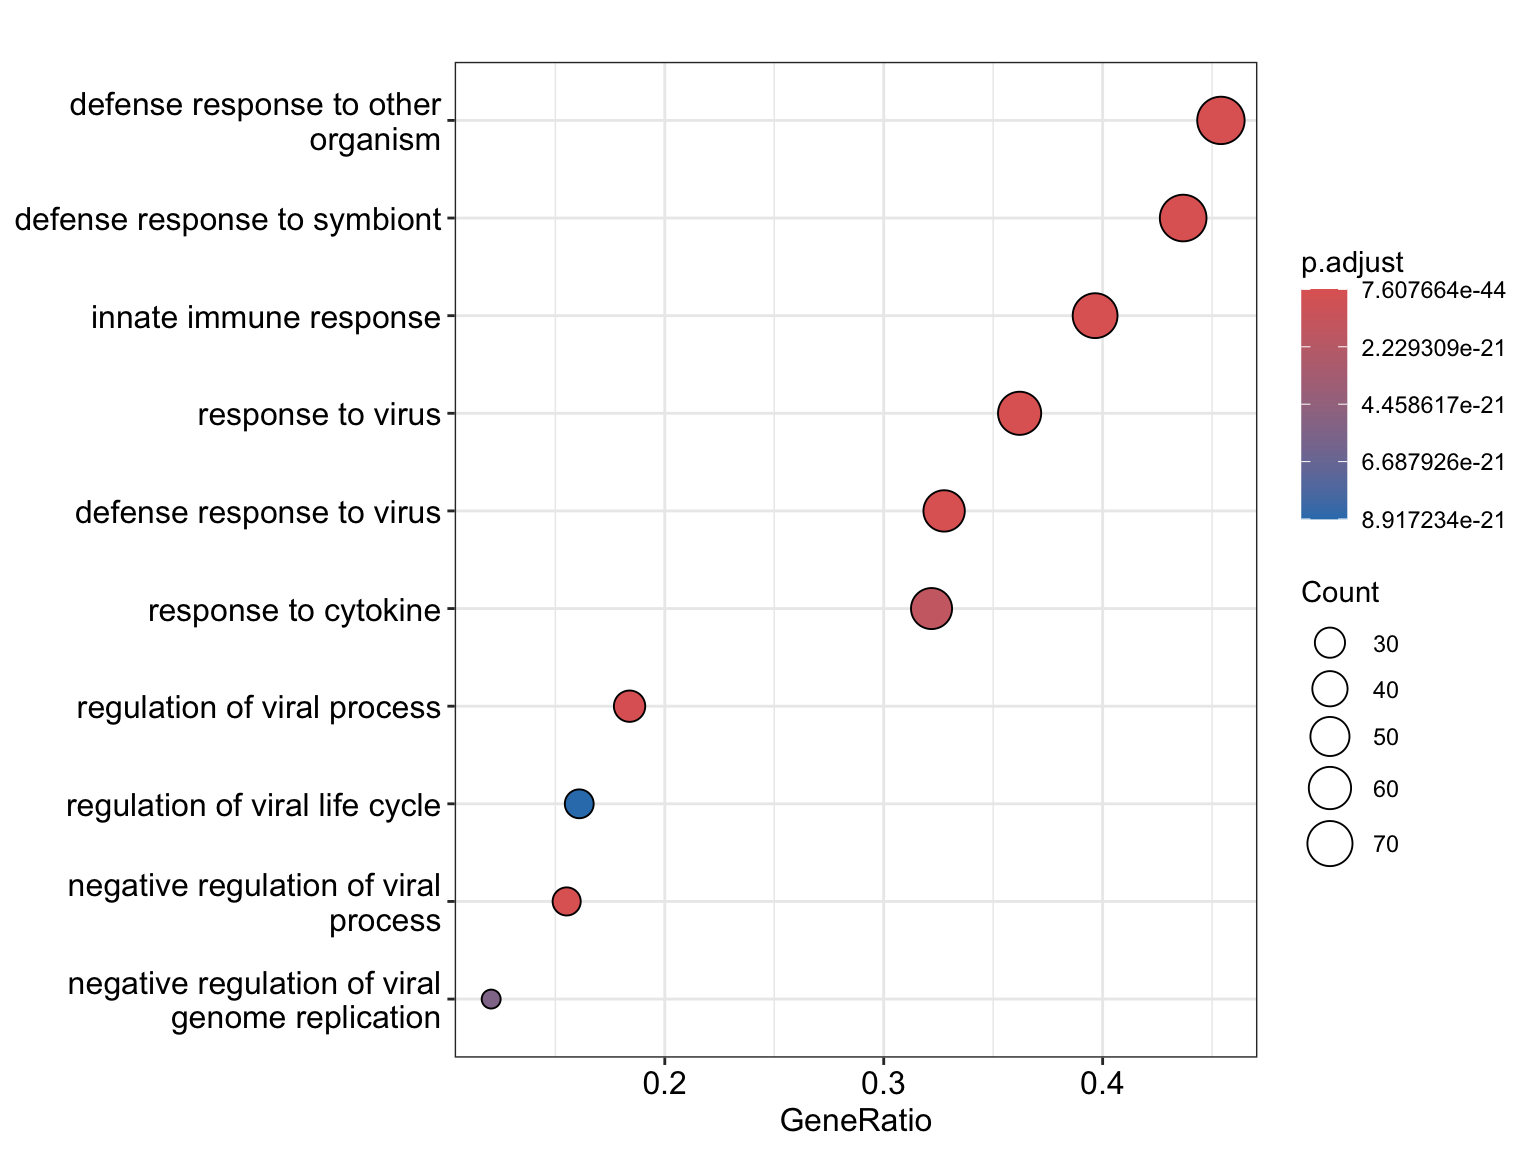 defense response to other
organism
defense response to symbiont
innate immune response
response to virus
defense response to virus
response to cytokine
regulation of viral process
regulation of viral life cycle
negative regulation of viral
process
negative regulation of viral
genome replication
0.2
0.3
0.4
GeneRatio
p.adjust
7.607664e-44
2.229309e-21
4.458617e-21
6.687926e-21
8.917234e-21
Count
30
40
50
60
70